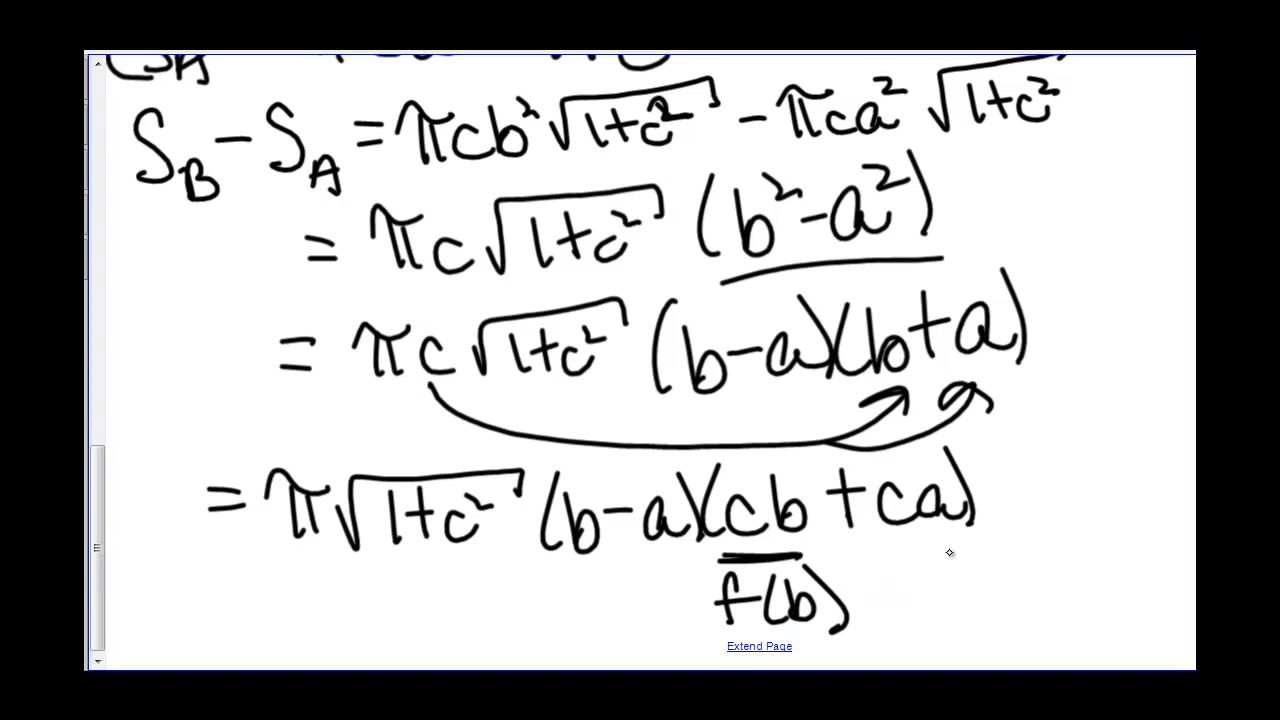 S_B - S_A = πcb²√(1+c²) - πca²√(1+c²)
= πc√(1+c²) (b²-a²)
= πc√(1+c²) (b-a)(b+a)
= π√(1+c²) (b-a)(cb+ca)
f(b)
Extend Page